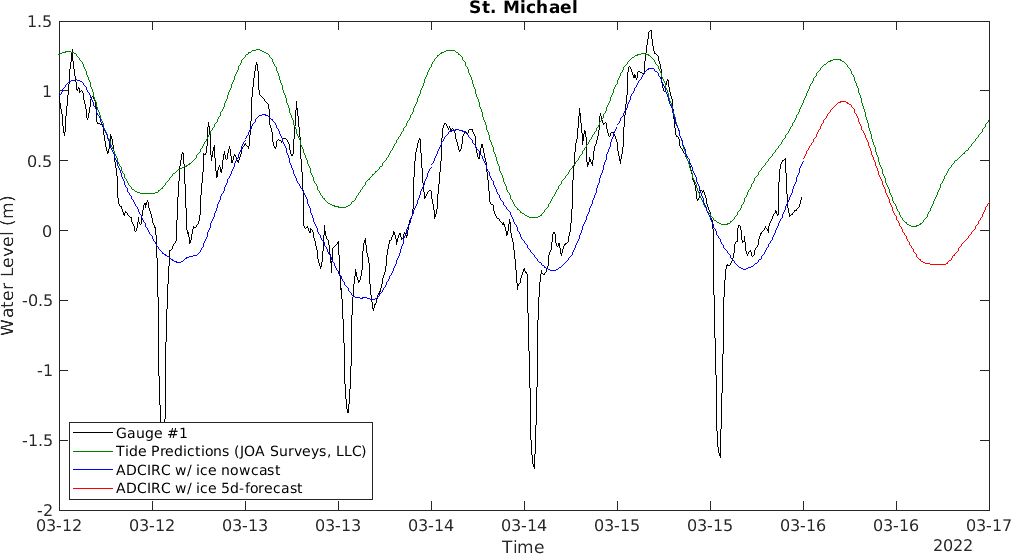 St. Michael
1.5
1
0.5
0
-0.5
-1
-1.5
-2
Water Level (m)
Gauge #1
Tide Predictions (JOA Surveys, LLC)
ADCIRC w/ ice nowcast
ADCIRC w/ ice 5d-forecast
03-12 03-12 03-13 03-13 03-14 03-14 03-15 03-15 03-16 03-16 03-17
Time
2022